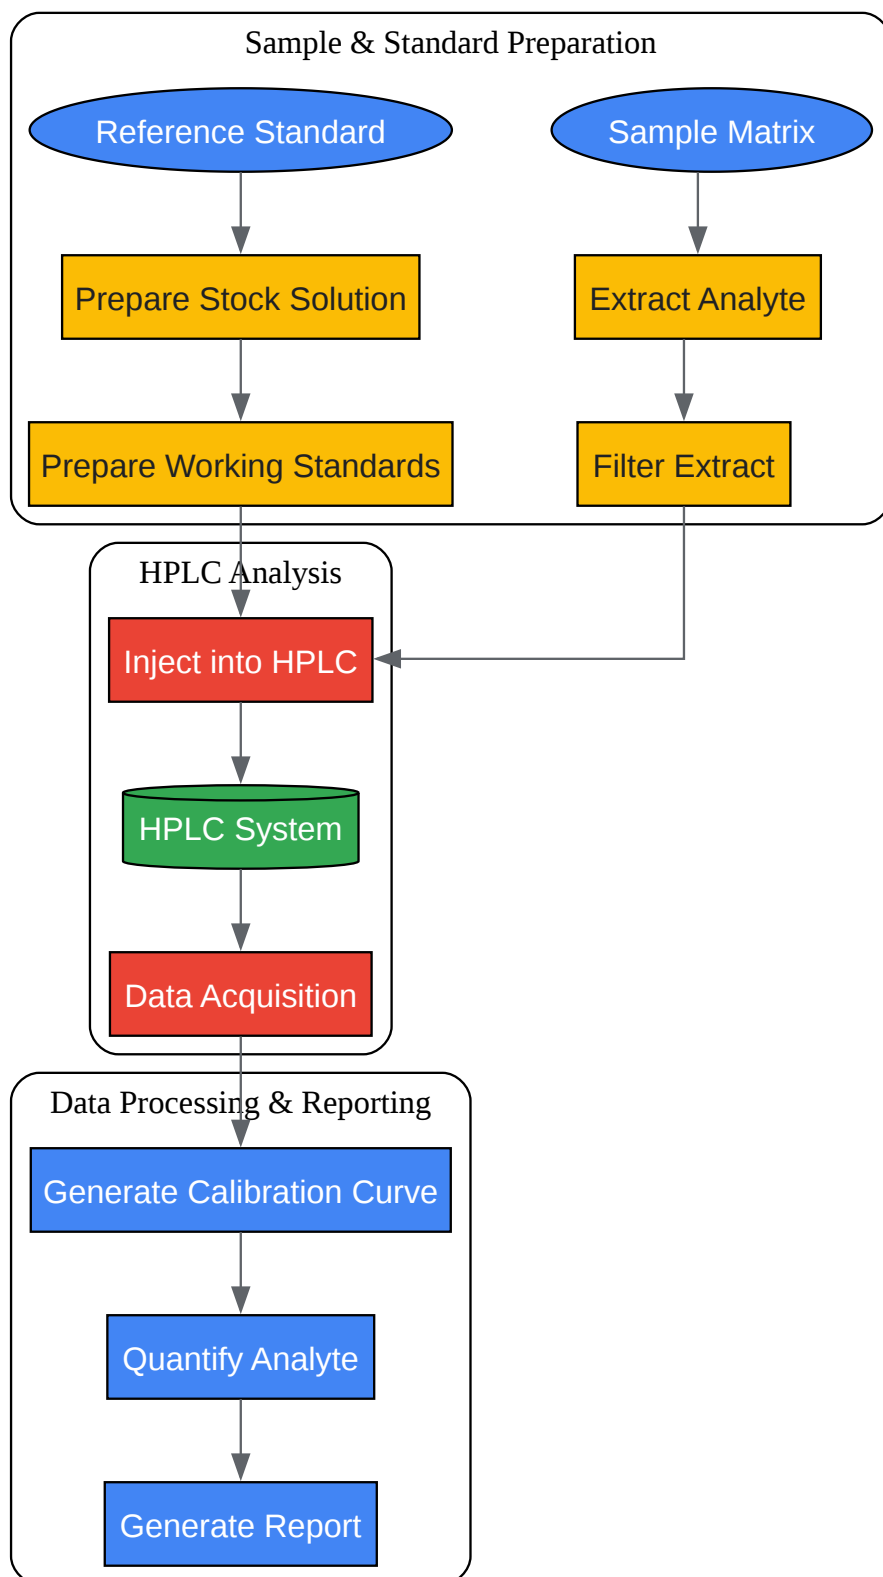 Sample & Standard Preparation
Reference Standard
Sample Matrix
Prepare Stock Solution
Extract Analyte
Prepare Working Standards
Filter Extract
HPLC Analysis
Inject into HPLC
HPLC System
Data Acquisition
Data Processing & Reporting
Generate Calibration Curve
Quantify Analyte
Generate Report